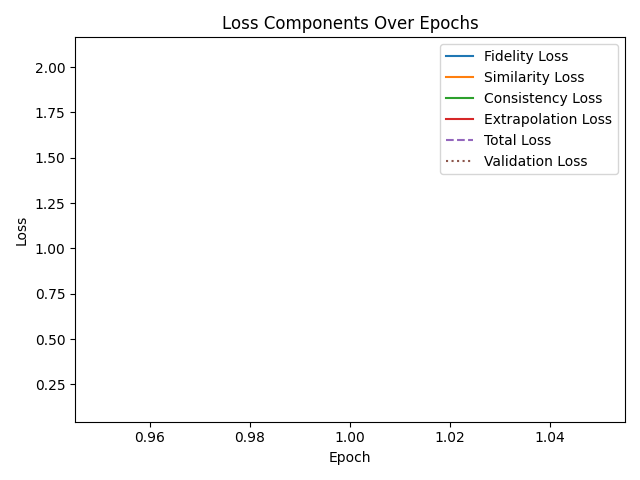 Loss Components Over Epochs
Fidelity Loss
Similarity Loss
Consistency Loss
Extrapolation Loss
Total Loss
Validation Loss
2.00
1.75
1.50
1.25
1.00
0.75
0.50
0.25
Loss
0.96 0.98 1.00 1.02 1.04
Epoch